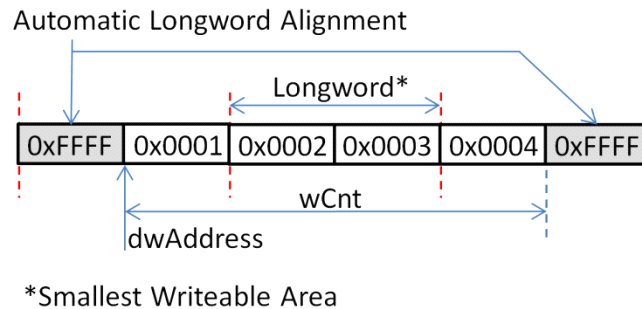 Automatic Longword Alignment
Longword*
0xFFFF 0x0001 0x0002 0x0003 0x0004 0xFFFF
wCnt
dwAddress
*Smallest Writeable Area